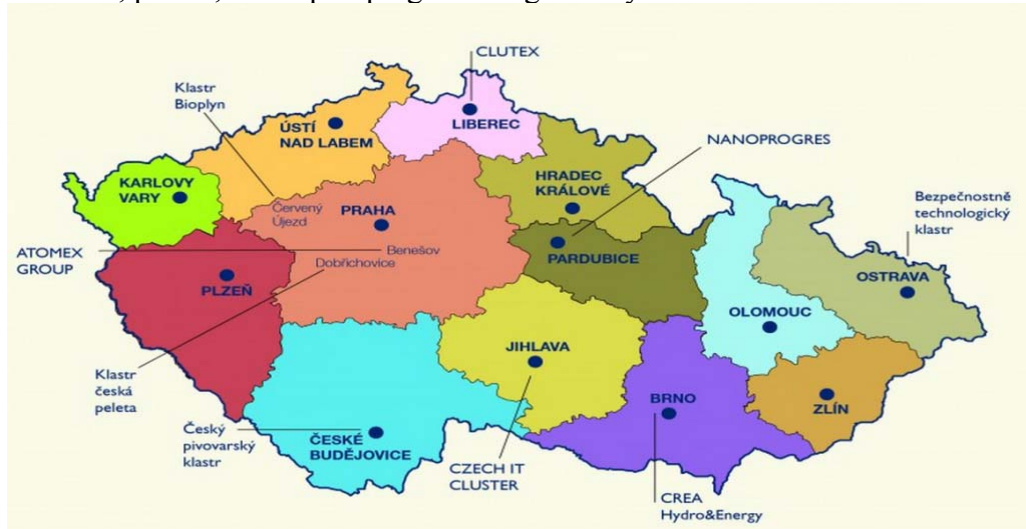 CLUTEX
Klastr
Bioplyn
ÚSTÍ
NAD LABEM
LIBEREC
NANOPROGRES
KARLOVY
VARY
HRADEC
KRÁLOVÉ
Bezpečnostně
technologický
klastr
Červený
Újezd
PRAHA
ATOMEX
GROUP
Benešov
Dobřichovice
PARDUBICE
PLZEŇ
OSTRAVA
OLOMOUC
JIHLAVA
Klastr
česká
peleta
BRNO
ZLÍN
Český
pivovarský
klastr
ČESKÉ
BUDĚJOVICE
CZECH IT
CLUSTER
CREA
Hydro&Energy